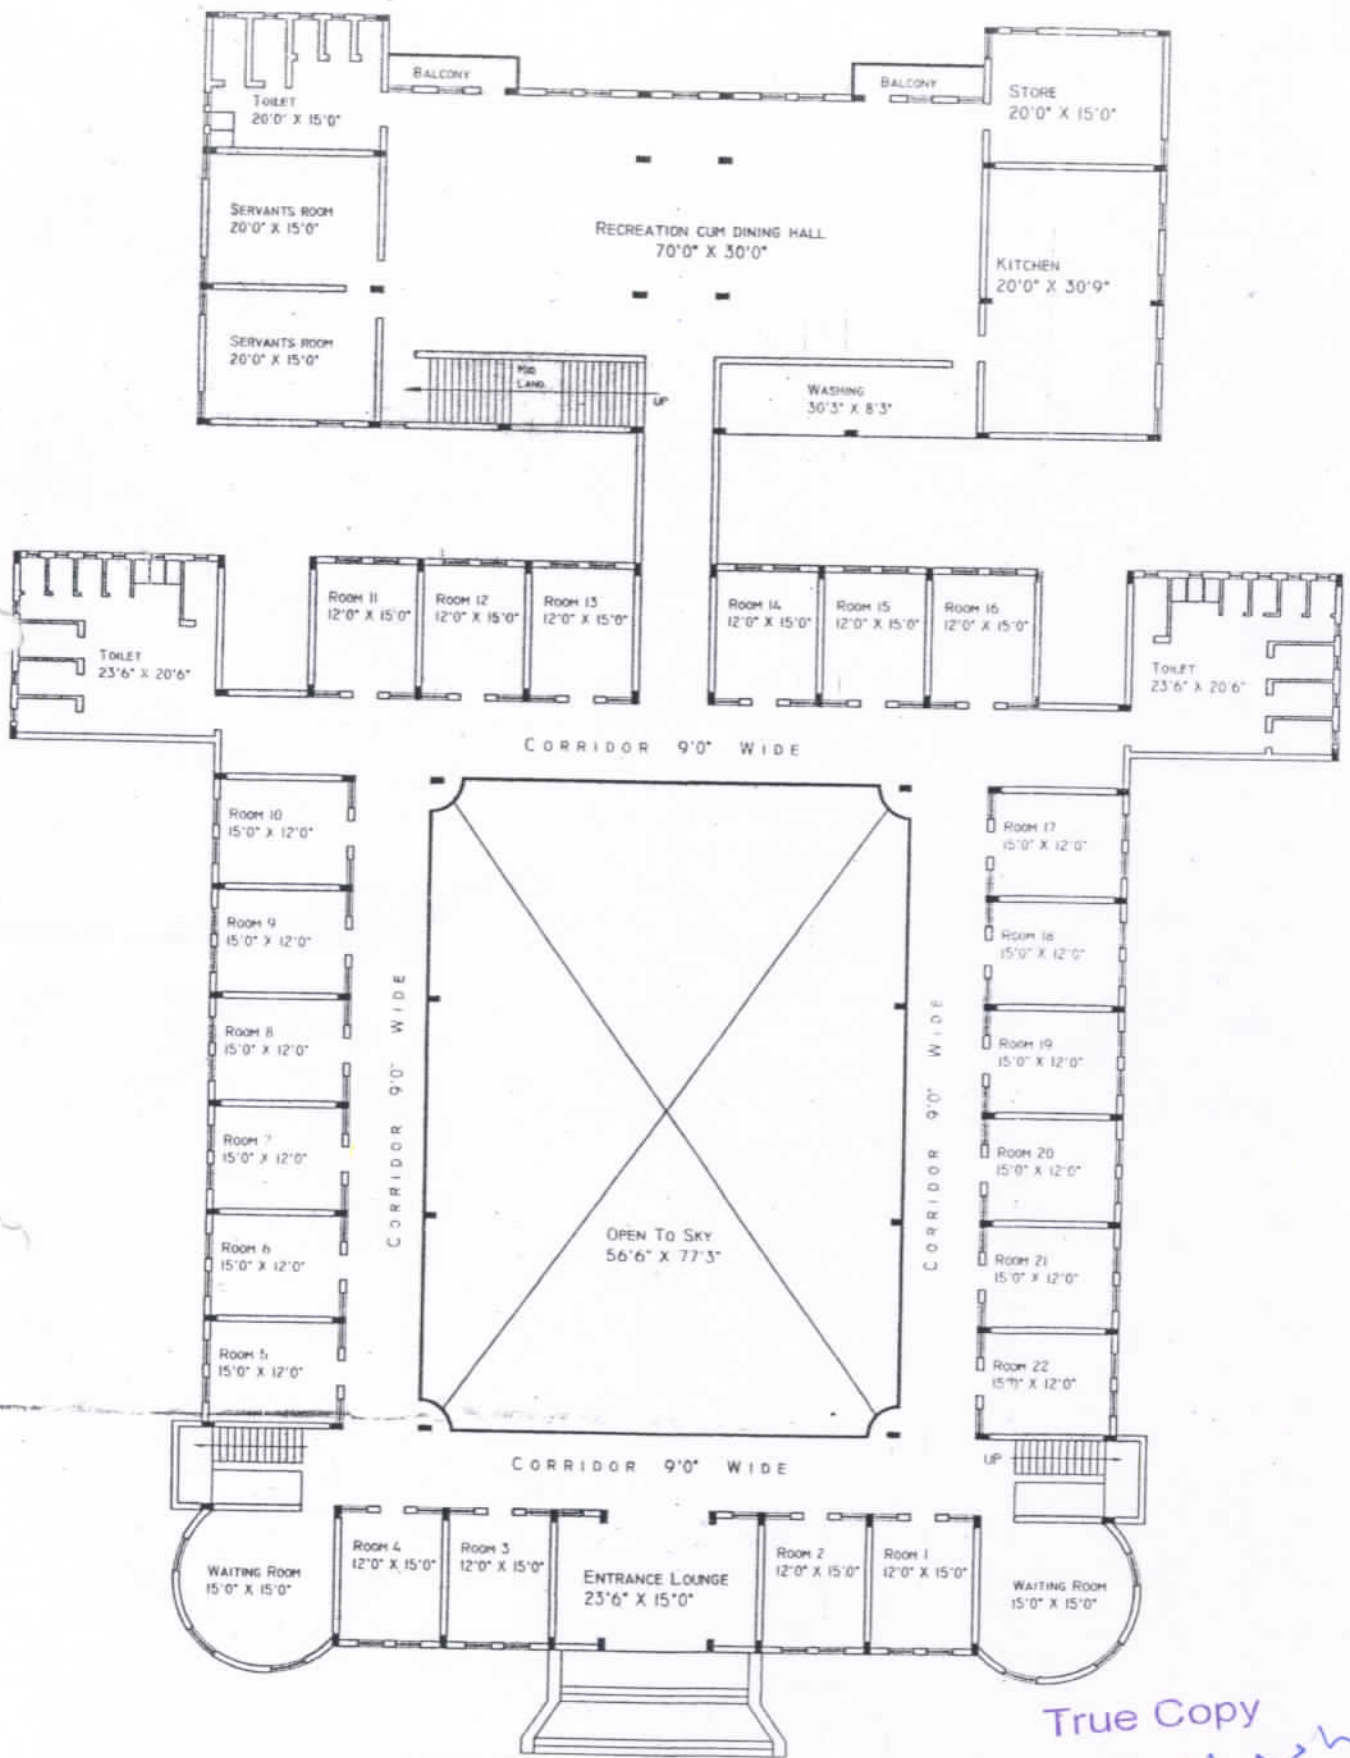 BALCONY
BALCONY
TOILET
20'0" X 15'0"
STORE
20'0" X 15'0"
SERVANTS ROOM
20'0" X 15'0"
RECREATION CUM DINING HALL
70'0" X 30'0"
KITCHEN
20'0" X 30'9"
SERVANTS ROOM
20'0" X 15'0"
MID
LAND.
UP
WASHING
30'3" X 8'3"
ROOM 11
12'0" X 15'0"
ROOM 12
12'0" X 15'0"
ROOM 13
12'0" X 15'0"
ROOM 14
12'0" X 15'0"
ROOM 15
12'0" X 15'0"
ROOM 16
12'0" X 15'0"
TOILET
23'6" X 20'6"
TOILET
23'6" X 20'6"
CORRIDOR 9'0" WIDE
ROOM 10
15'0" X 12'0"
ROOM 17
15'0" X 12'0"
ROOM 9
15'0" X 12'0"
ROOM 18
15'0" X 12'0"
ROOM 8
15'0" X 12'0"
ROOM 19
15'0" X 12'0"
CORRIDOR 9'0" WIDE
CORRIDOR 9'0" WIDE
ROOM 7
15'0" X 12'0"
ROOM 20
15'0" X 12'0"
OPEN TO SKY
56'6" X 77'3"
ROOM 6
15'0" X 12'0"
ROOM 21
15'0" X 12'0"
ROOM 5
15'0" X 12'0"
ROOM 22
15'0" X 12'0"
CORRIDOR 9'0" WIDE
UP
WAITING ROOM
15'0" X 15'0"
ROOM 4
12'0" X 15'0"
ROOM 3
12'0" X 15'0"
ENTRANCE LOUNGE
23'6" X 15'0"
ROOM 2
12'0" X 15'0"
ROOM 1
12'0" X 15'0"
WAITING ROOM
15'0" X 15'0"
True Copy